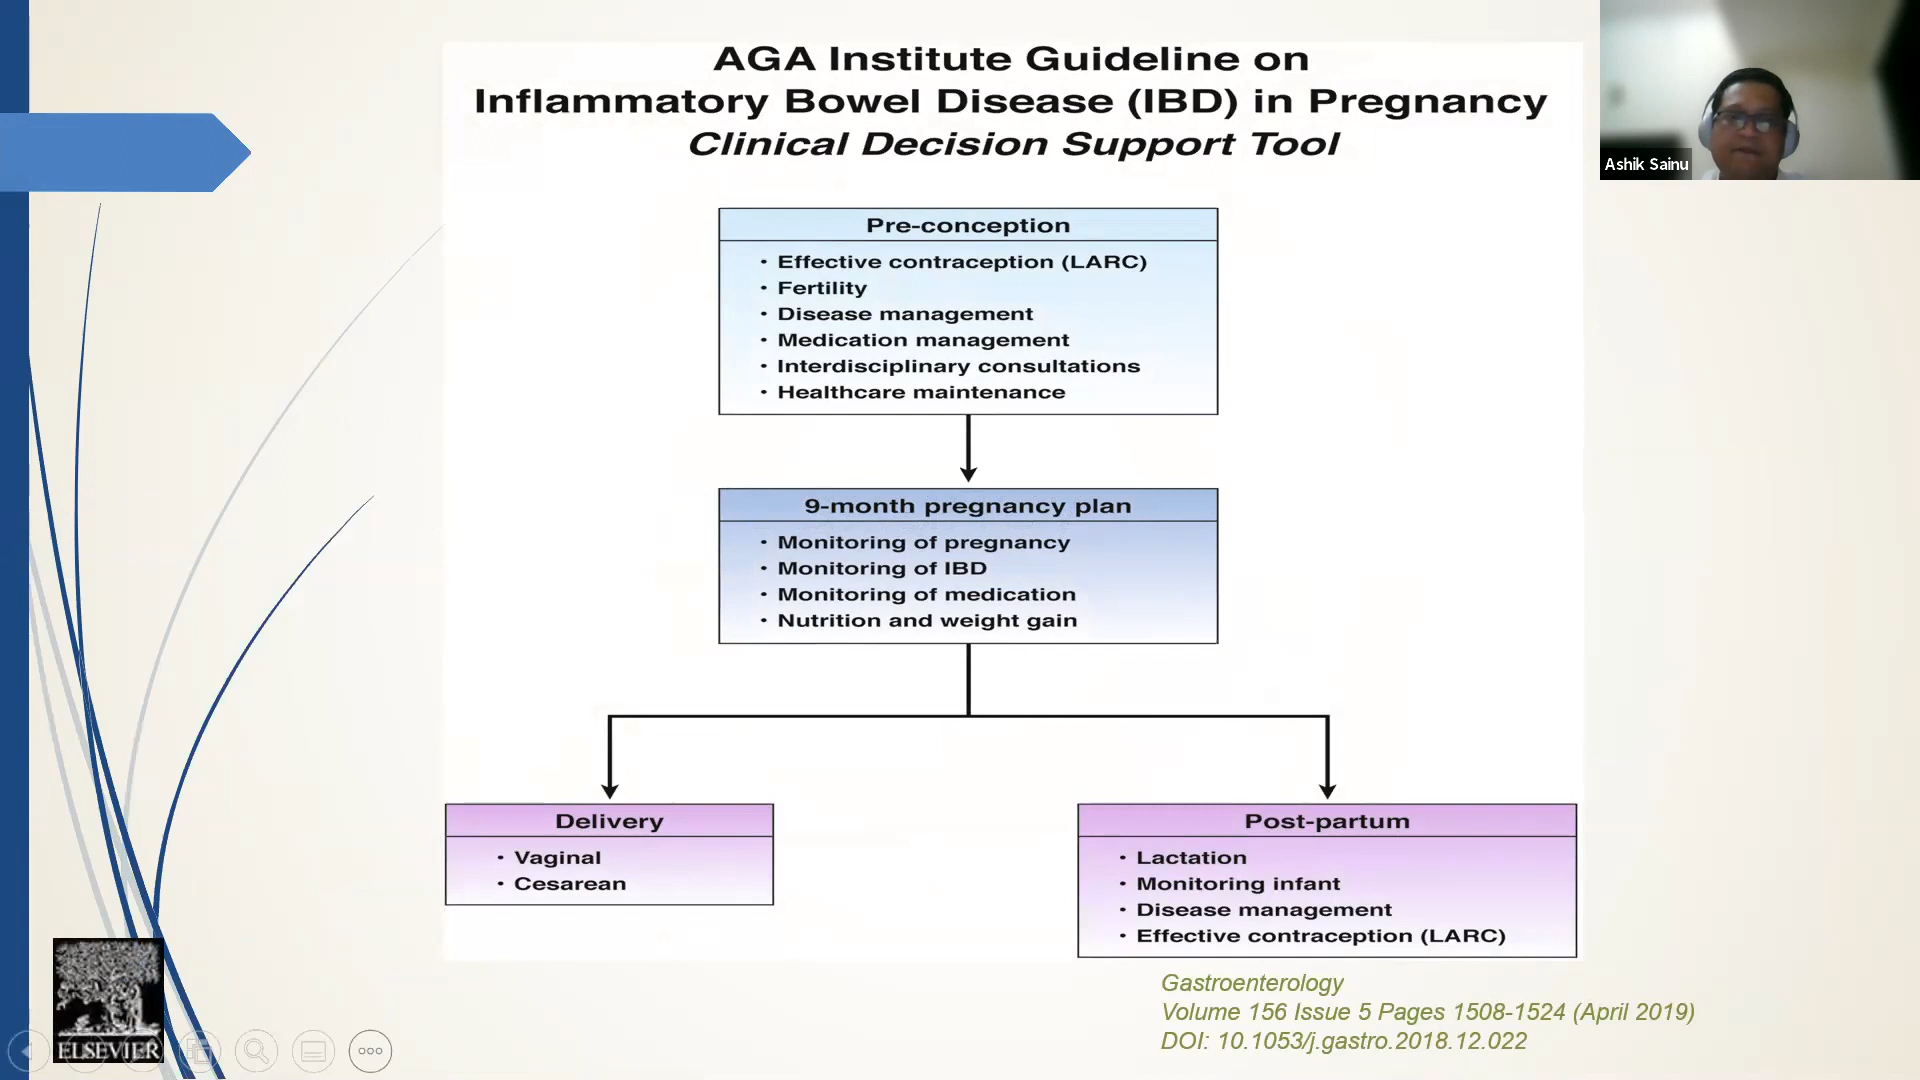 AGA Institute Guideline on
Inflammatory Bowel Disease (IBD) in Pregnancy
Clinical Decision Support Tool
Ashik Sainu
Pre-conception
• Effective contraception (LARC)
• Fertility
• Disease management
• Medication management
• Interdisciplinary consultations
• Healthcare maintenance
9-month pregnancy plan
• Monitoring of pregnancy
• Monitoring of IBD
• Monitoring of medication
• Nutrition and weight gain
Delivery
• Vaginal
• Cesarean
Post-partum
• Lactation
• Monitoring infant
• Disease management
• Effective contraception (LARC)
Gastroenterology
Volume 156 Issue 5 Pages 1508-1524 (April 2019)
DOI: 10.1053/j.gastro.2018.12.022
ELSEVIER